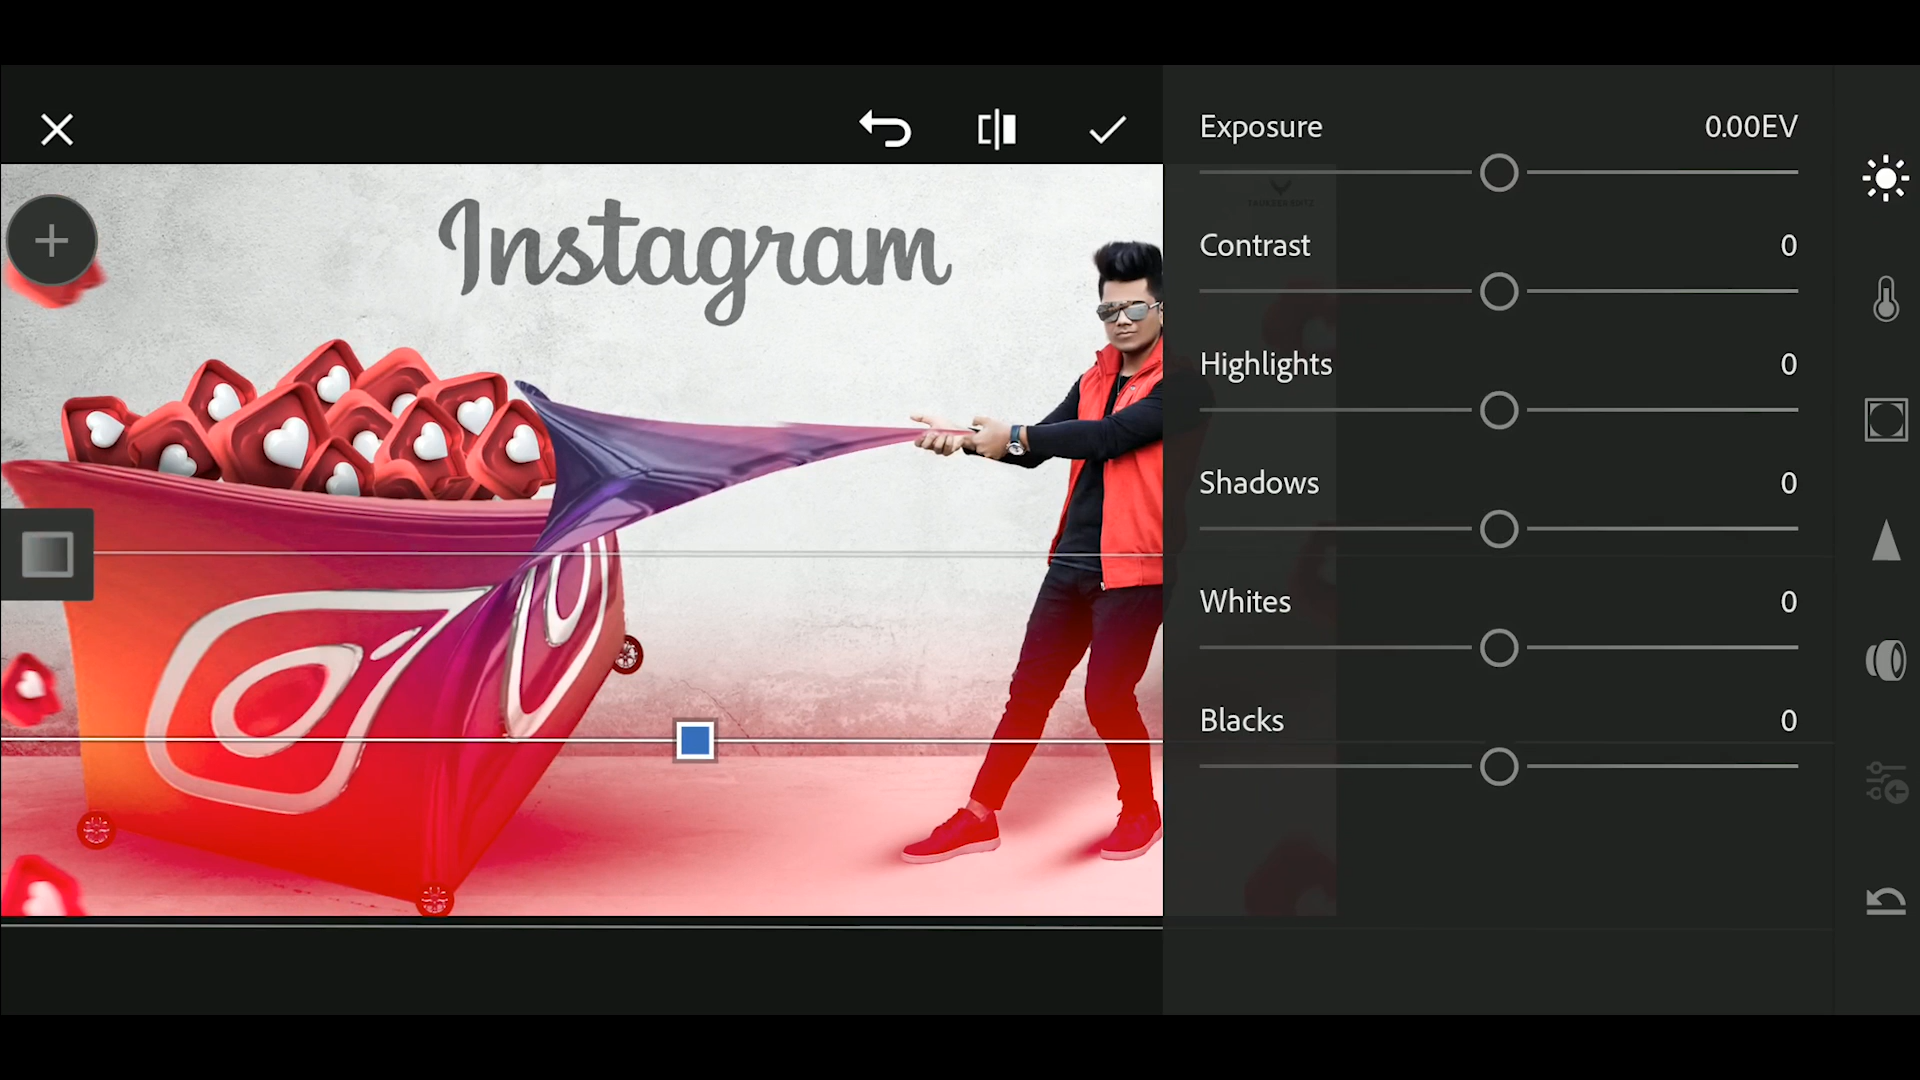 Instagram
Exposure 0.00EV
Contrast 0
Highlights 0
Shadows 0
Whites 0
Blacks 0